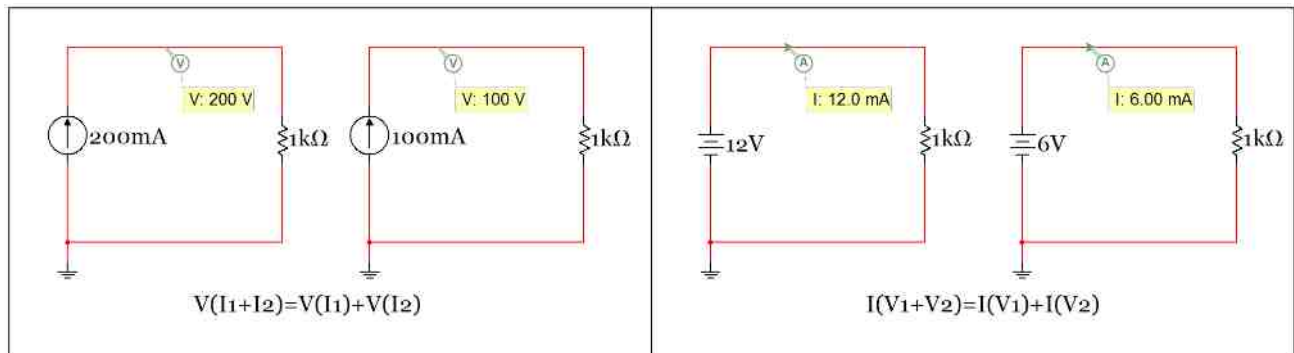 V
V: 200 V
200mA
1kΩ
V
V: 100 V
100mA
1kΩ
V(I1+I2)=V(I1)+V(I2)
A
I: 12.0 mA
12V
1kΩ
A
I: 6.00 mA
6V
1kΩ
I(V1+V2)=I(V1)+I(V2)